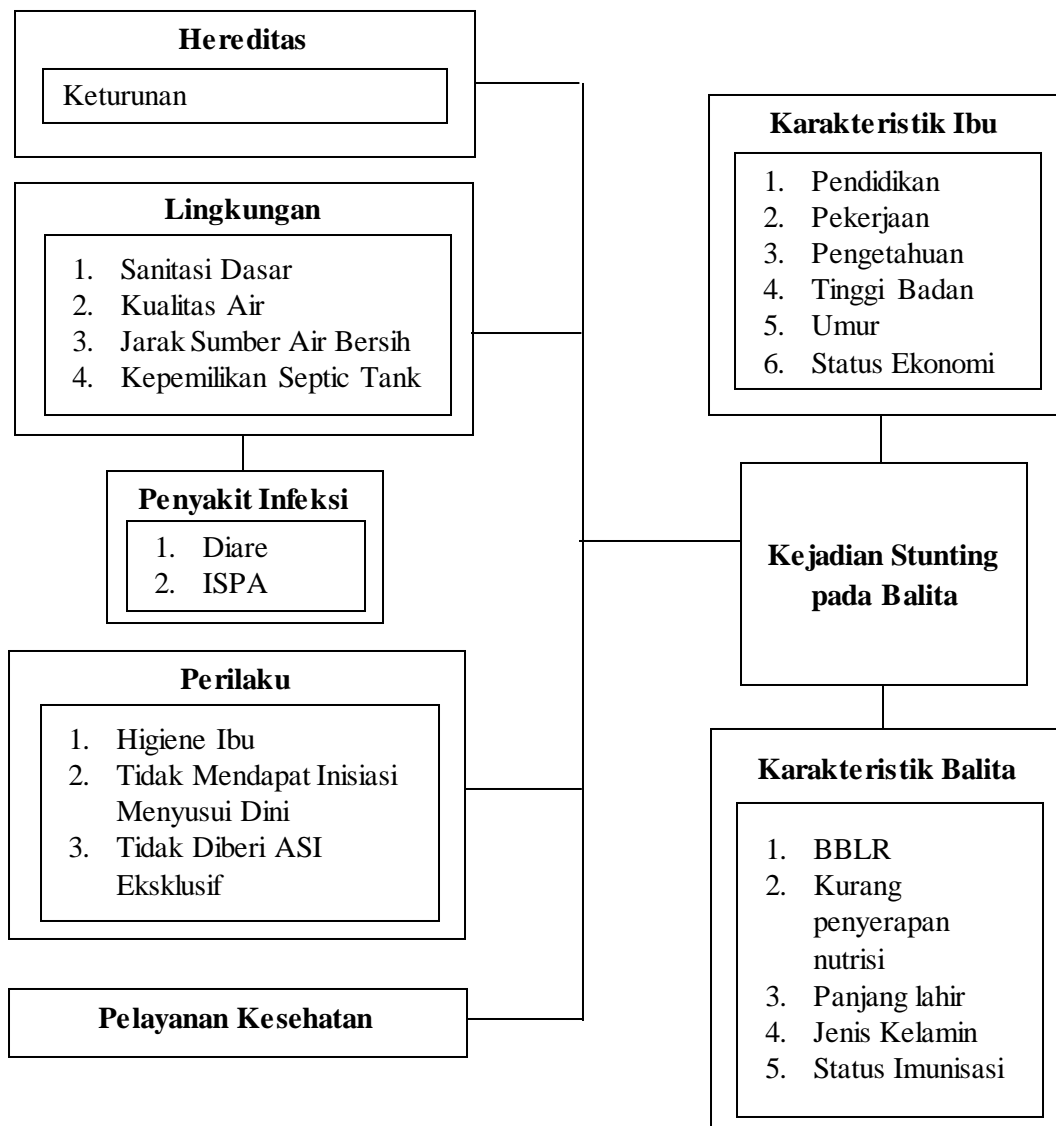 Hereditas
Keturunan
Lingkungan
1. Sanitasi Dasar
2. Kualitas Air
3. Jarak Sumber Air Bersih
4. Kepemilikan Septic Tank
Penyakit Infeksi
1. Diare
2. ISPA
Perilaku
1. Higiene Ibu
2. Tidak Mendapat Inisiasi
Menyusui Dini
3. Tidak Diberi ASI
Eksklusif
Pelayanan Kesehatan
Karakteristik Ibu
1. Pendidikan
2. Pekerjaan
3. Pengetahuan
4. Tinggi Badan
5. Umur
6. Status Ekonomi
Kejadian Stunting
pada Balita
Karakteristik Balita
1. BBLR
2. Kurang
penyerapan
nutrisi
3. Panjang lahir
4. Jenis Kelamin
5. Status Imunisasi